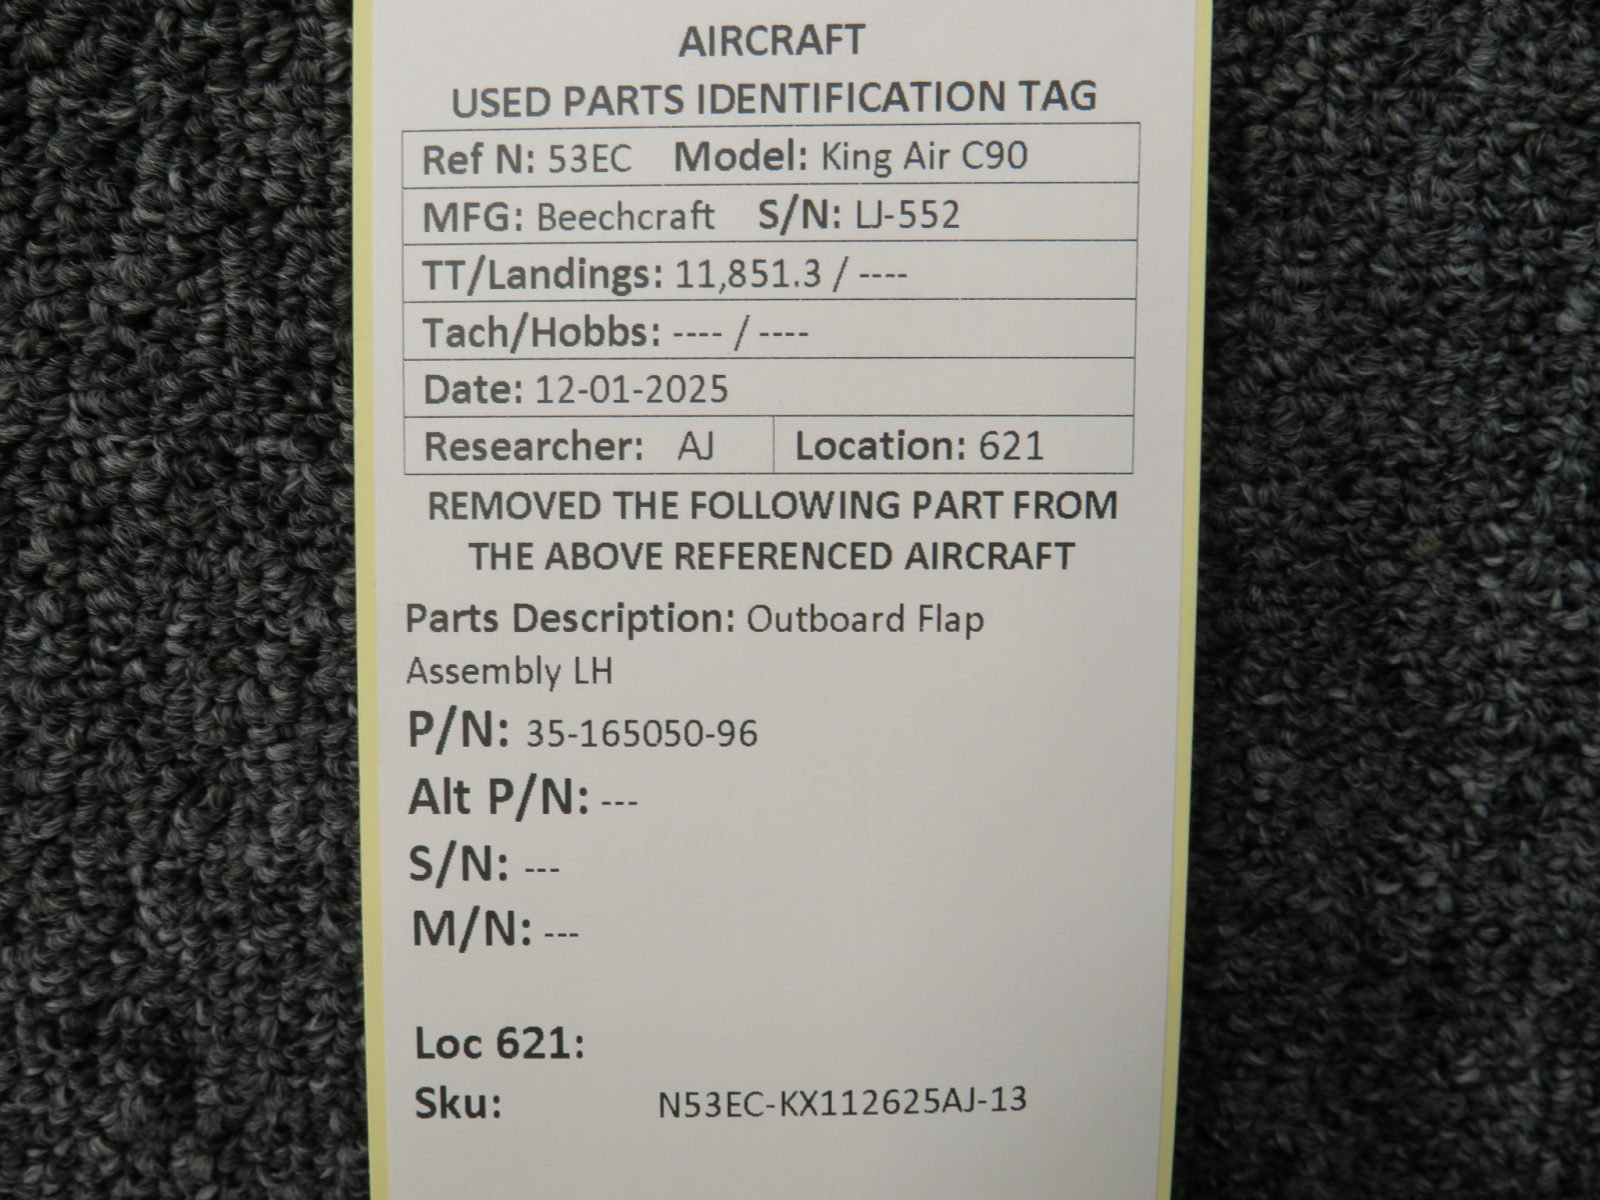 AIRCRAFT
USED PARTS IDENTIFICATION TAG
Ref N: 53EC Model: King Air C90
MFG: Beechcraft S/N: LJ-552
TT/Landings: 11,851.3 / ----
Tach/Hobbs: ---- / ----
Date: 12-01-2025
Researcher: AJ Location: 621
REMOVED THE FOLLOWING PART FROM
THE ABOVE REFERENCED AIRCRAFT
Parts Description: Outboard Flap
Assembly LH
P/N: 35-165050-96
Alt P/N: ---
S/N: ---
M/N: ---
Loc 621:
Sku: N53EC-KX112625AJ-13